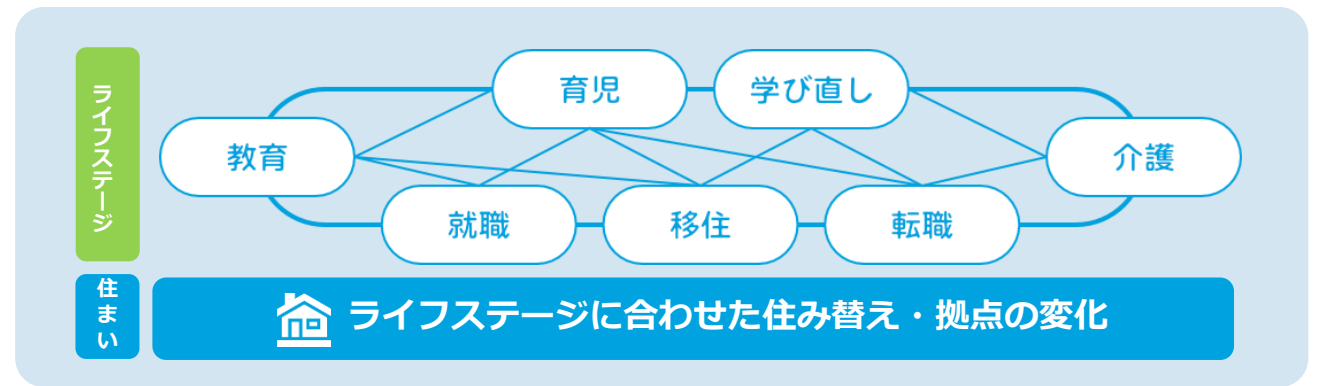 ライフステージ
育児
学び直し
教育
介護
就職
移住
転職
住まい
ライフステージに合わせた住み替え・拠点の変化